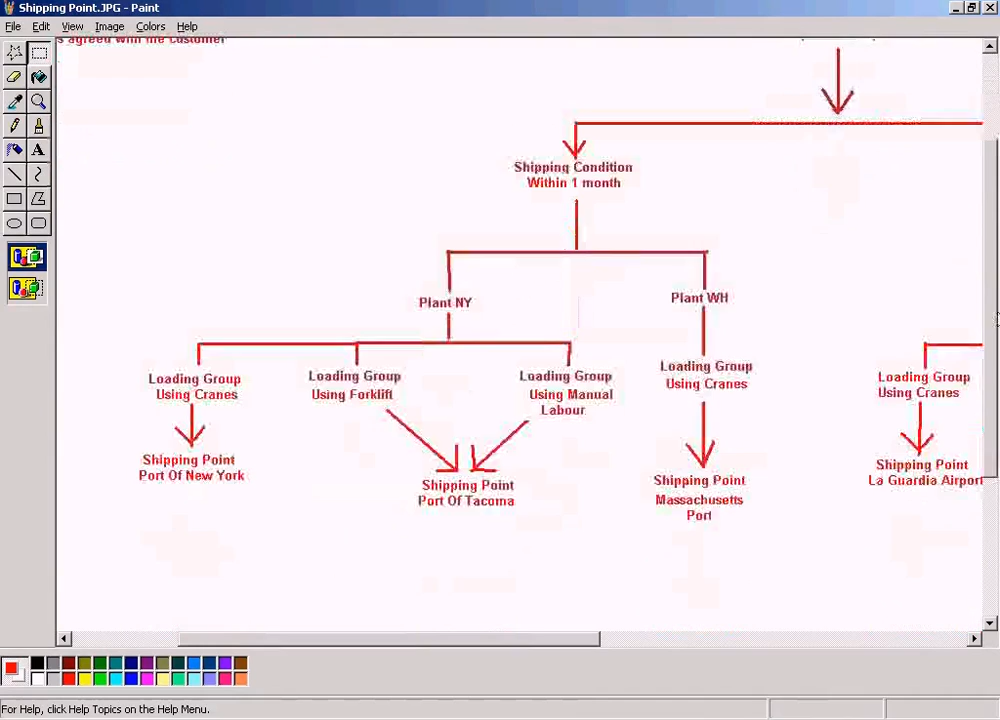 Shipping Point.JPG - Paint
File Edit View Image Colors Help
s agreed with the customer
Shipping Condition
Within 1 month
Plant NY
Plant WH
Loading Group
Using Cranes
Loading Group
Using Forklift
Loading Group
Using Manual
Labour
Loading Group
Using Cranes
Loading Group
Using Cranes
Shipping Point
Port Of New York
Shipping Point
Port Of Tacoma
Shipping Point
Massachusetts
Port
Shipping Point
La Guardia Airport
For Help, click Help Topics on the Help Menu.